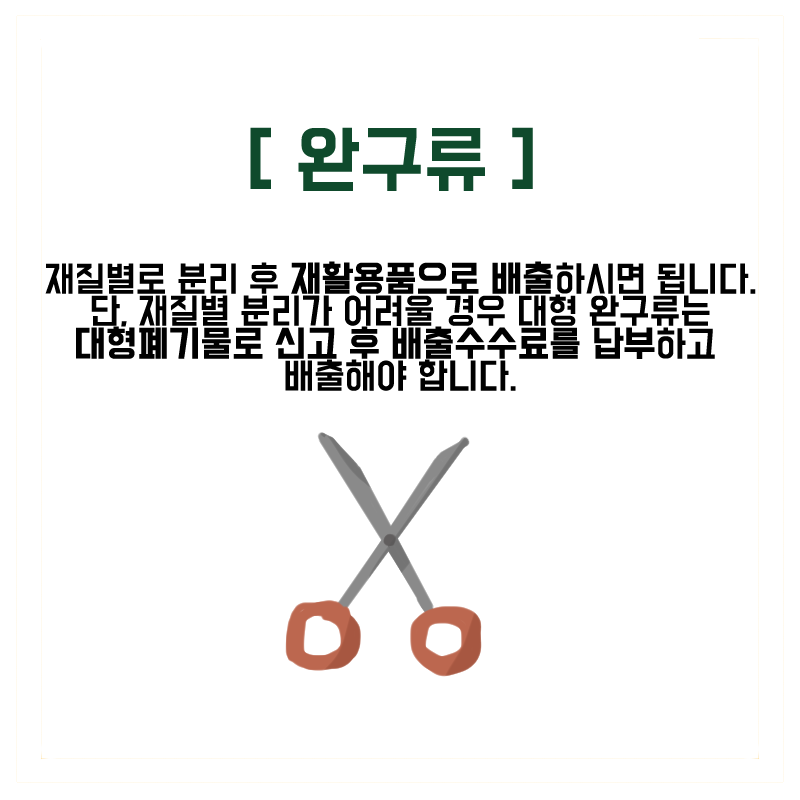 [ 완구류 ]
재질별로 분리 후 재활용품으로 배출하시면 됩니다.
단, 재질별 분리가 어려울 경우 대형 완구류는
대형폐기물로 신고 후 배출수수료를 납부하고
배출해야 합니다.